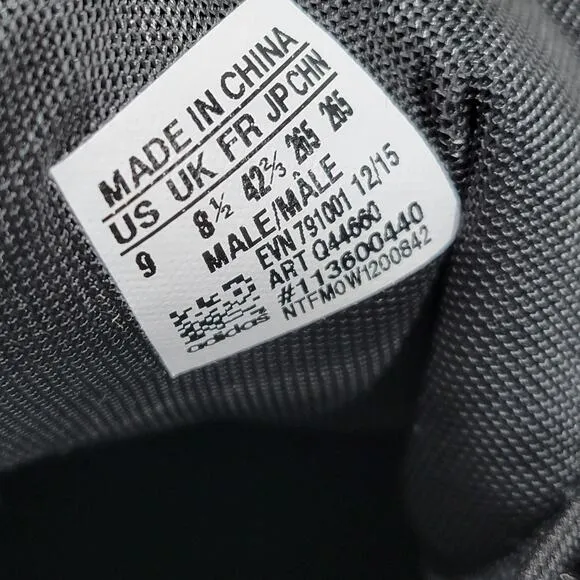 MADE IN CHINA
US UK FR JP CHN
9 8½ 42⅔ 265 265
MALE/MÂLE
EVN 791001 12/15
ART Q44660
#113600440
NTFMOW1200842
adidas